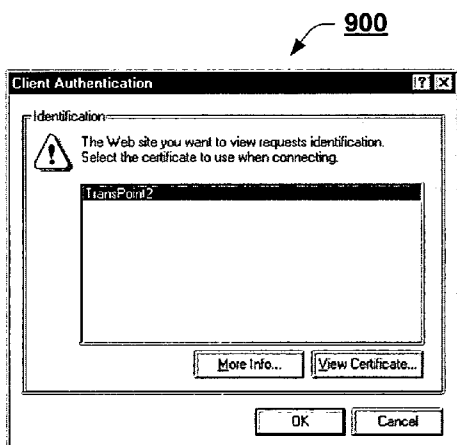 900
Client Authentication
Identification
The Web site you want to view requests identification.
Select the certificate to use when connecting.
TransPoint2
More Info...
View Certificate...
OK
Cancel